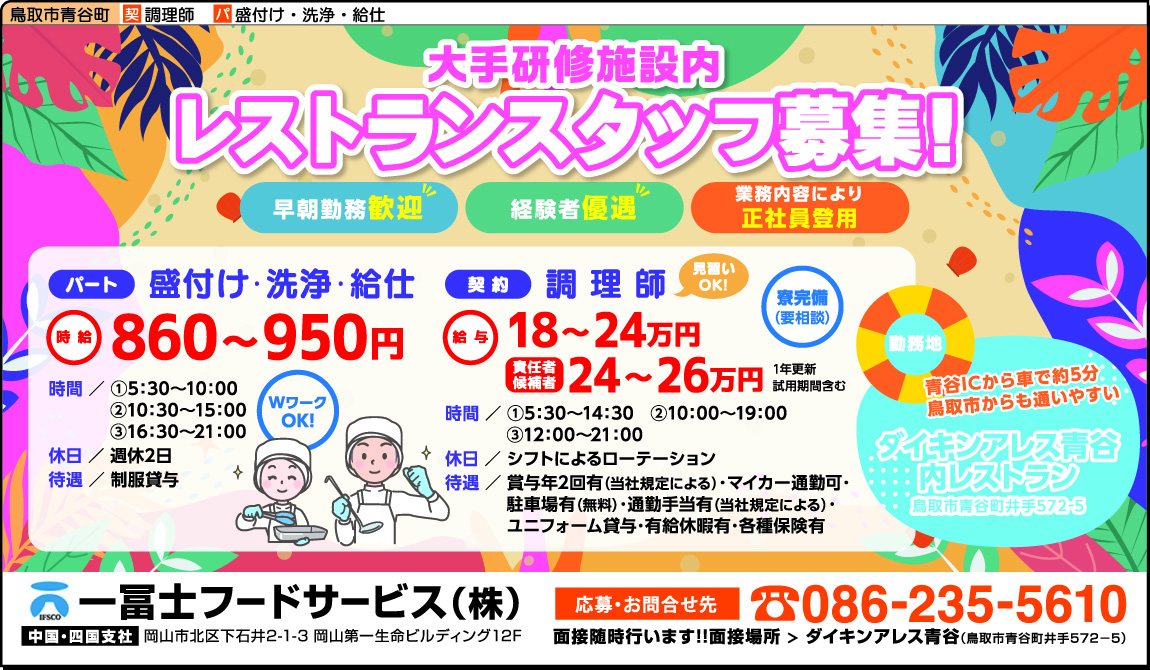 鳥取市青谷町 契 調理師 パ 盛付け・洗浄・給仕
大手研修施設内
レストランスタッフ募集!
早朝勤務歓迎
経験者優遇
業務内容により
正社員登用
パート 盛付け・洗浄・給仕
時給 860～950円
時間／①5:30～10:00
②10:30～15:00
③16:30～21:00
休日／週休2日
待遇／制服貸与
Wワーク
OK!
契約 調理師
見習い
OK!
給与 18～24万円
責任者
候補者 24～26万円
1年更新
試用期間含む
寮完備
(要相談)
時間／①5:30～14:30 ②10:00～19:00
③12:00～21:00
休日／シフトによるローテーション
待遇／賞与年2回有(当社規定による)・マイカー通勤可・
駐車場有(無料)・通勤手当有(当社規定による)・
ユニフォーム貸与・有給休暇有・各種保険有
勤務地
青谷ICから車で約5分
鳥取市からも通いやすい
ダイキンアレス青谷
内レストラン
鳥取市青谷町井手572-5
IFSCO
一冨士フードサービス(株)
中国・四国支社 岡山市北区下石井2-1-3 岡山第一生命ビルディング12F
応募・お問合せ先 ☎086-235-5610
面接随時行います!!面接場所 > ダイキンアレス青谷(鳥取市青谷町井手572-5)